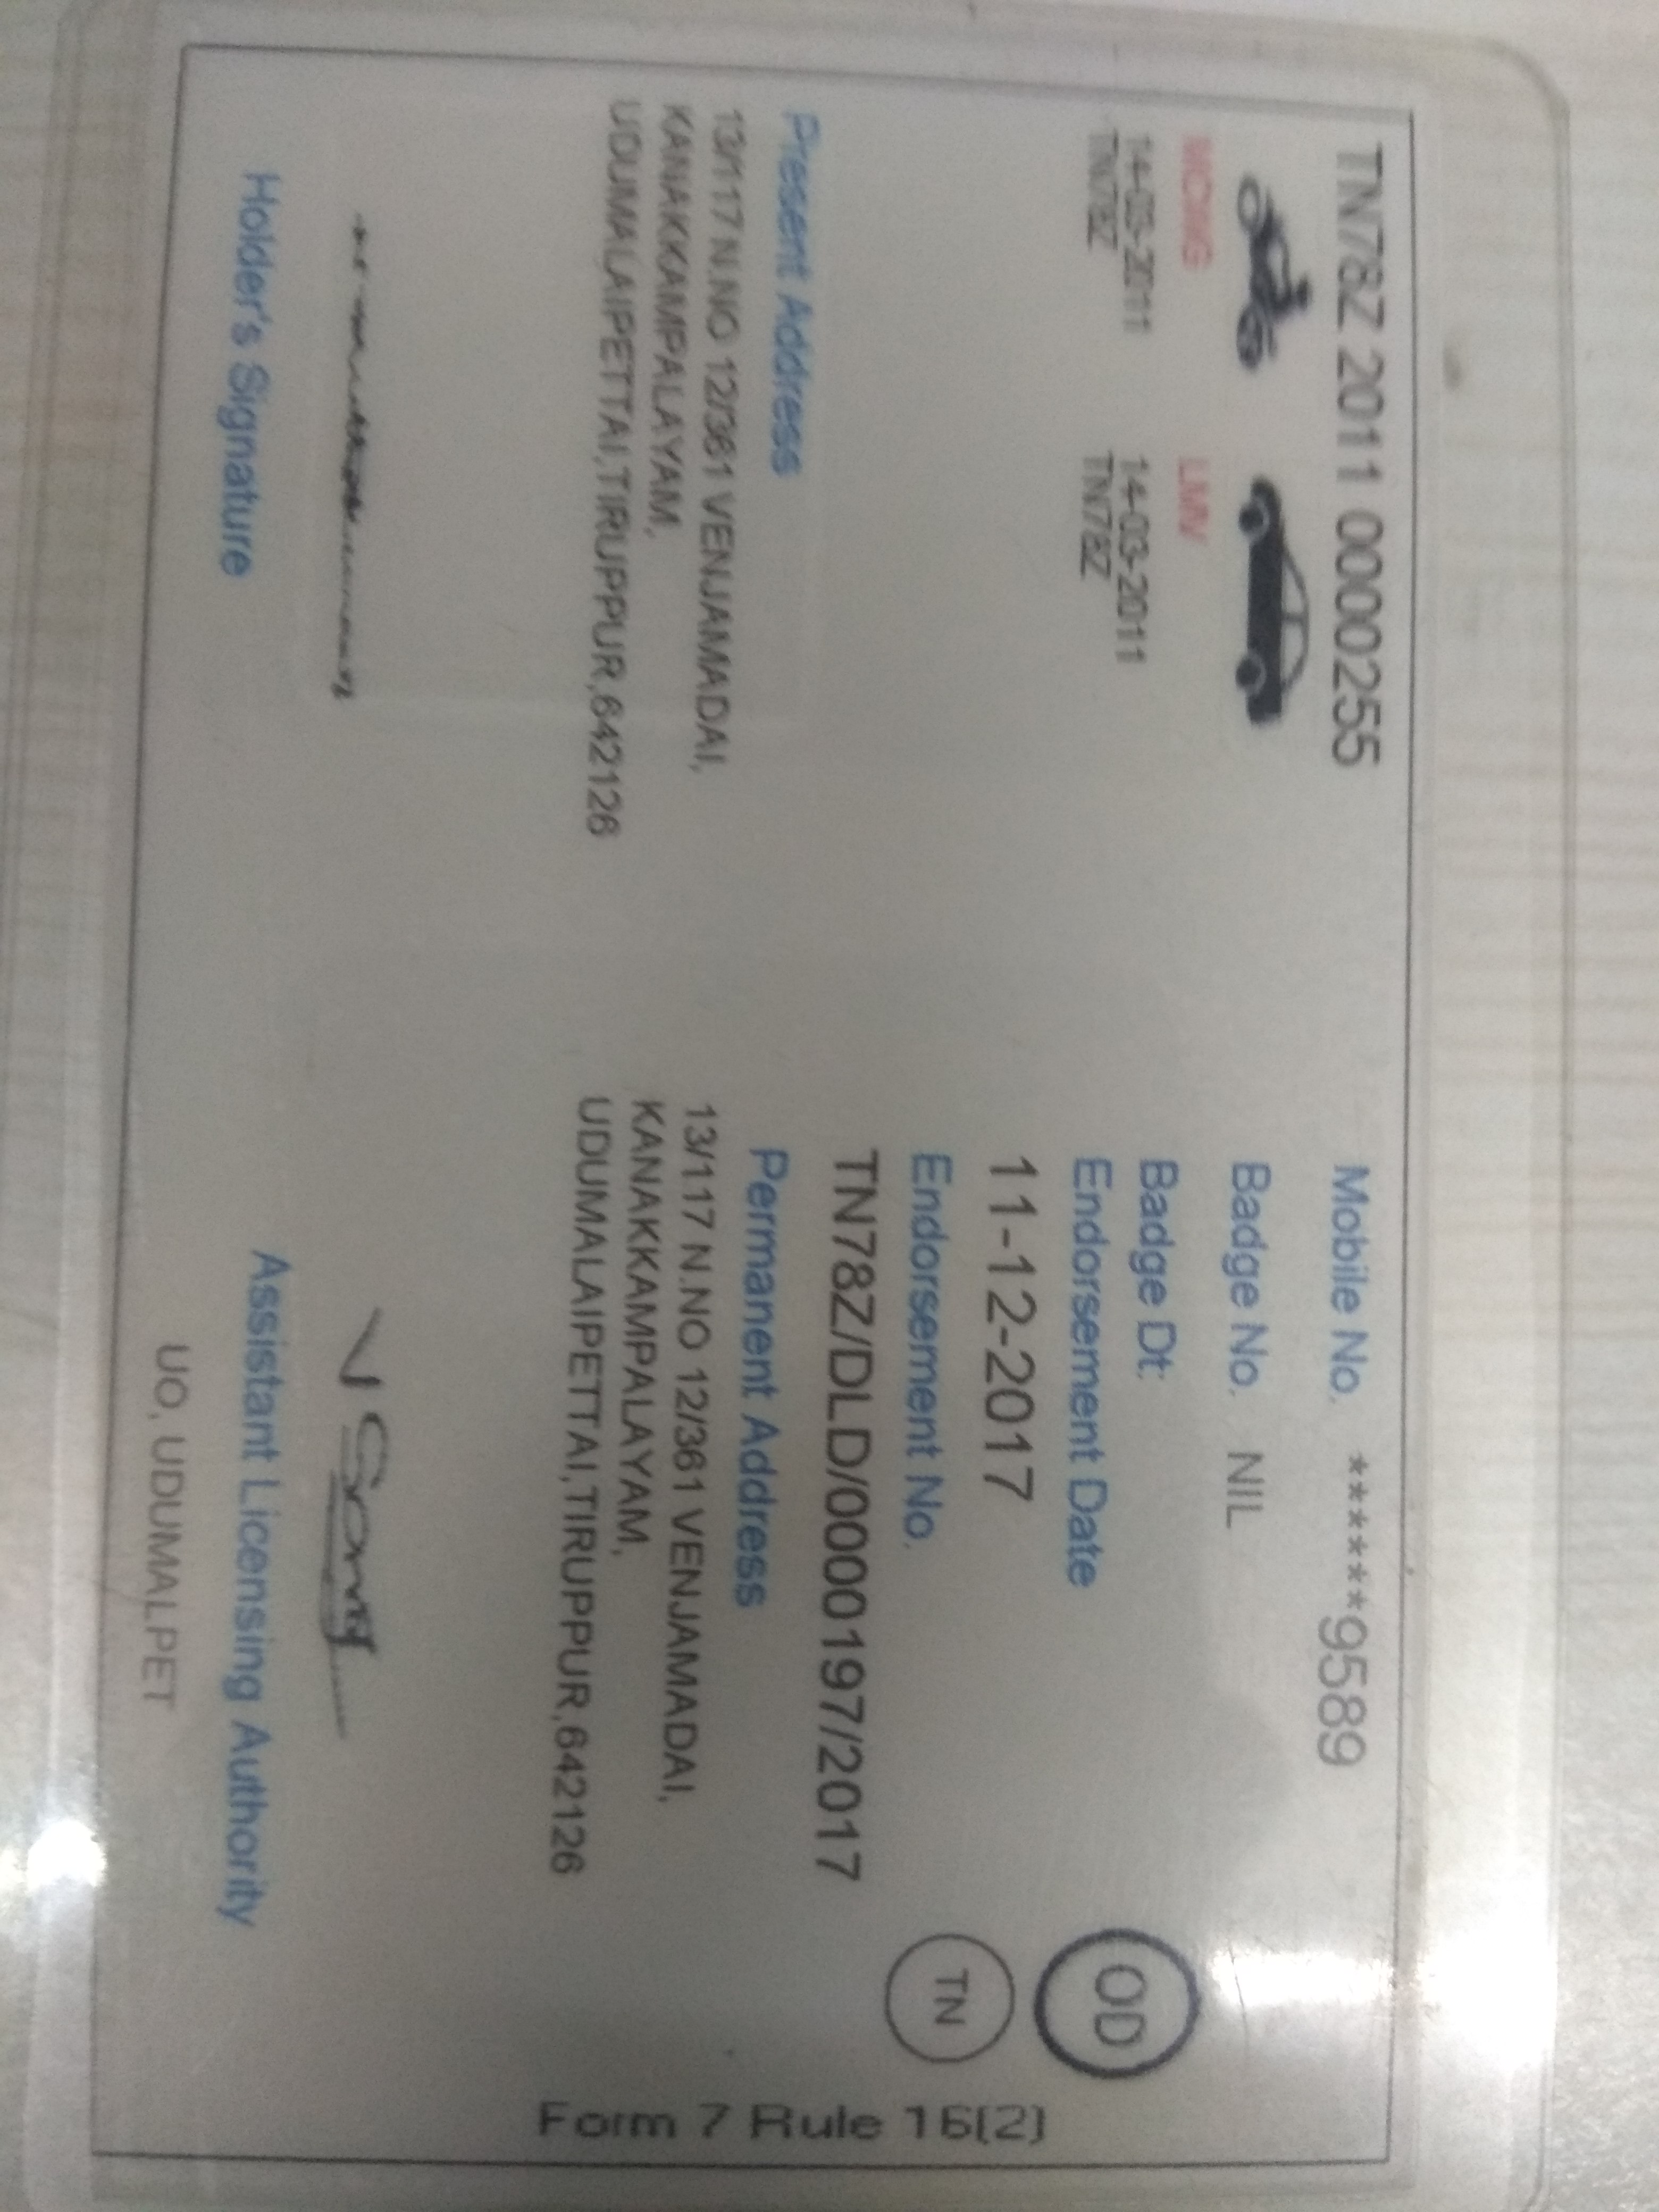 TN78Z 2011 0000255
Mobile No. ******9589
Badge No. NIL
MCWG LMV
Badge Dt:
14-03-2011 14-03-2011
TN78Z TN78Z
Endorsement Date
11-12-2017
OD
Endorsement No.
TN78Z/DLD/0000197/2017
TN
Present Address
13/117 N.NO 12/361 VENJAMADAI,
KANAKKAMPALAYAM,
UDUMALAIPETTAI,TIRUPPUR,642126
Permanent Address
13/117 N.NO 12/361 VENJAMADAI,
KANAKKAMPALAYAM,
UDUMALAIPETTAI,TIRUPPUR,642126
Holder's Signature
Assistant Licensing Authority
UO, UDUMALPET
Form 7 Rule 16(2)